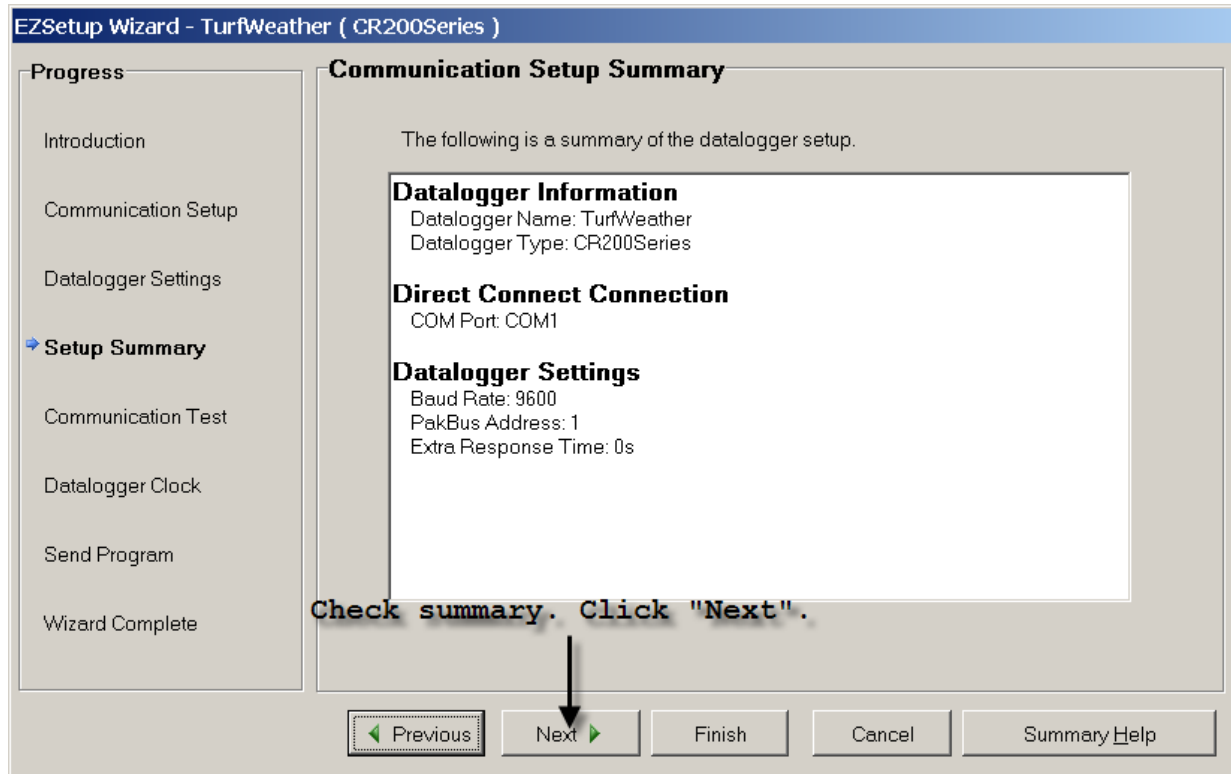 EZSetup Wizard - TurfWeather ( CR200Series )
Progress
Introduction
Communication Setup
Datalogger Settings
Setup Summary
Communication Test
Datalogger Clock
Send Program
Wizard Complete
Communication Setup Summary
The following is a summary of the datalogger setup.
Datalogger Information
Datalogger Name: TurfWeather
Datalogger Type: CR200Series
Direct Connect Connection
COM Port: COM1
Datalogger Settings
Baud Rate: 9600
PakBus Address: 1
Extra Response Time: 0s
Check summary. Click "Next".
Previous
Next
Finish
Cancel
Summary Help